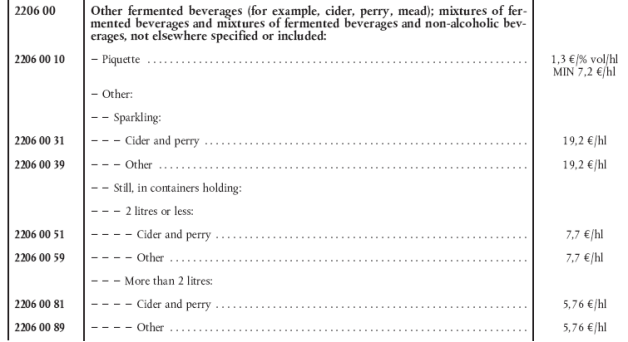 2206 00 Other fermented beverages (for example, cider, perry, mead); mixtures of fer-
mented beverages and mixtures of fermented beverages and non-alcoholic bev-
erages, not elsewhere specified or included:
2206 00 10 – Piquette ........................................ 1,3 €/% vol/hl
MIN 7,2 €/hl
– Other:
– – Sparkling:
2206 00 31 – – – Cider and perry ........................................ 19,2 €/hl
2206 00 39 – – – Other ........................................ 19,2 €/hl
– – Still, in containers holding:
– – – 2 litres or less:
2206 00 51 – – – – Cider and perry ........................................ 7,7 €/hl
2206 00 59 – – – – Other ........................................ 7,7 €/hl
– – – More than 2 litres:
2206 00 81 – – – – Cider and perry ........................................ 5,76 €/hl
2206 00 89 – – – – Other ........................................ 5,76 €/hl